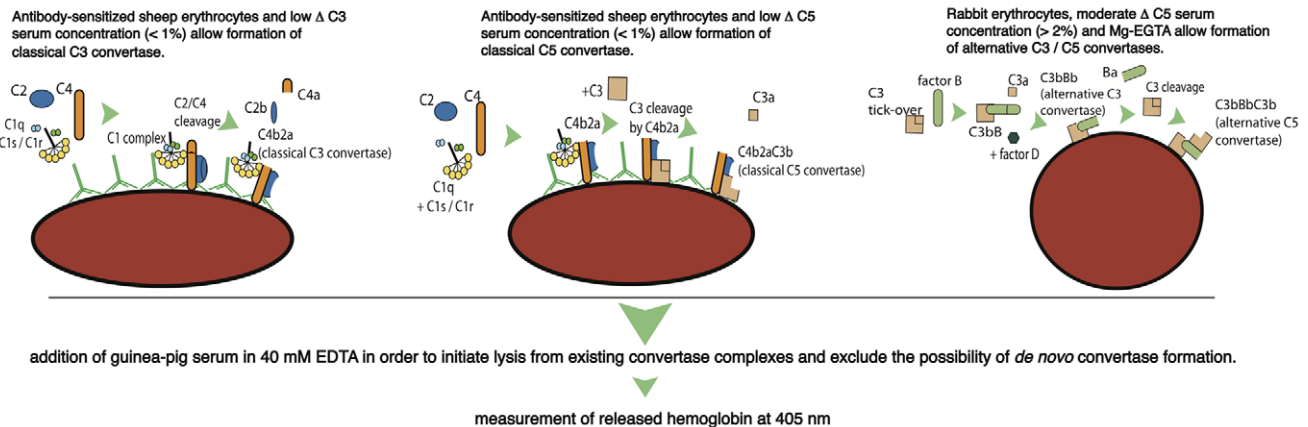 Antibody-sensitized sheep erythrocytes and low Δ C3
serum concentration (< 1%) allow formation of
classical C3 convertase.
C2
C4
C1q
C1s / C1r
C1 complex
C2/C4
cleavage
C4a
C2b
C4b2a
(classical C3 convertase)
Antibody-sensitized sheep erythrocytes and low Δ C5
serum concentration (< 1%) allow formation of
classical C5 convertase.
C2
C4
C1q
+ C1s / C1r
+C3
C4b2a
C3 cleavage
by C4b2a
C3a
C4b2aC3b
(classical C5 convertase)
Rabbit erythrocytes, moderate Δ C5 serum
concentration (> 2%) and Mg-EGTA allow formation
of alternative C3 / C5 convertases.
C3
tick-over
factor B
C3a
C3bB
+ factor D
C3bBb
(alternative C3
convertase)
Ba
C3 cleavage
C3bBbC3b
(alternative C5
convertase)
addition of guinea-pig serum in 40 mM EDTA in order to initiate lysis from existing convertase complexes and exclude the possibility of de novo convertase formation.
measurement of released hemoglobin at 405 nm